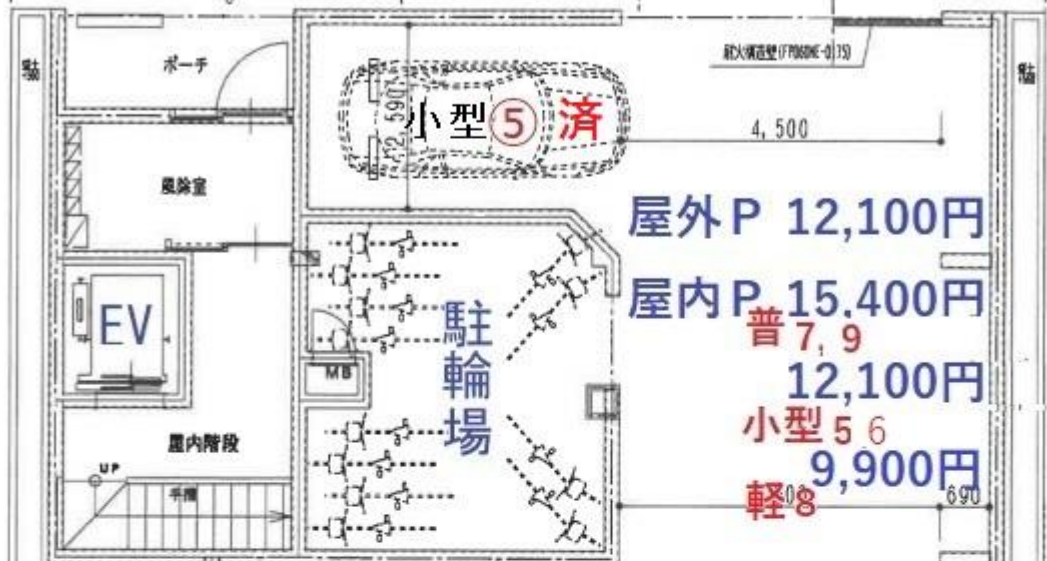 ポーチ
耐火構造壁(FP060NE-0175)
小型⑤済
2,590
4,500
風除室
屋外P 12,100円
屋内P 15,400円
普7,9
EV
駐輪場
12,100円
MB
小型5 6
屋内階段
9,900円
UP
手摺
軽8
690